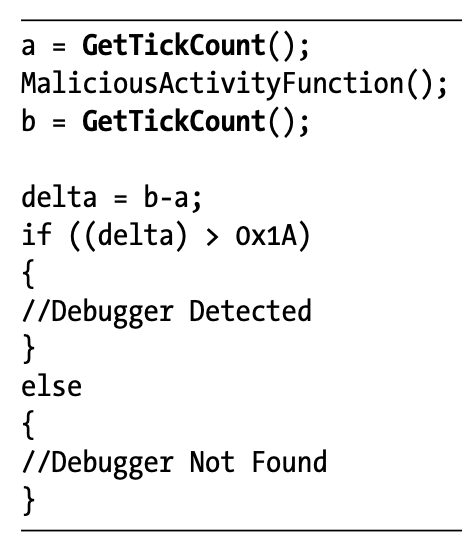 a = GetTickCount();
MaliciousActivityFunction();
b = GetTickCount();
delta = b-a;
if ((delta) > 0x1A)
{
//Debugger Detected
}
else
{
//Debugger Not Found
}